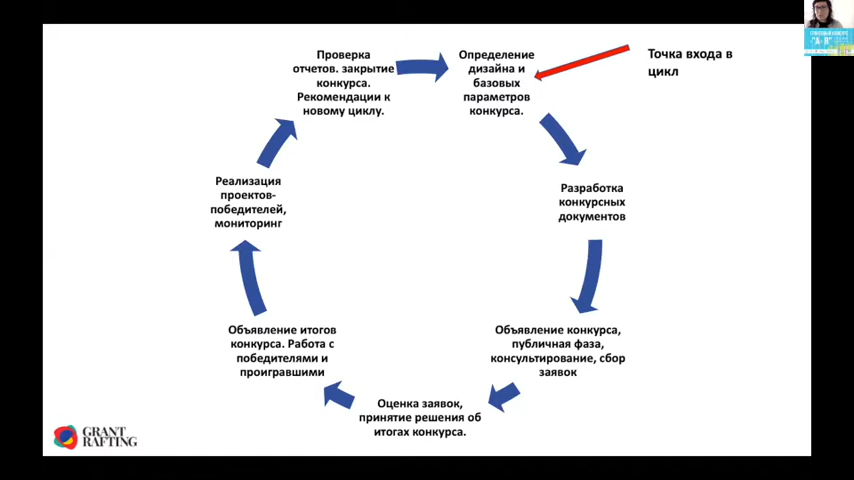 Проверка
отчетов. закрытие
конкурса.
Рекомендации к
новому циклу.
Определение
дизайна и
базовых
параметров
конкурса.
Точка входа в
цикл
Разработка
конкурсных
документов
Объявление конкурса,
публичная фаза,
консультирование, сбор
заявок
Оценка заявок,
принятие решения об
итогах конкурса.
Объявление итогов
конкурса. Работа с
победителями и
проигравшими
Реализация
проектов-
победителей,
мониторинг
GRANT
RAFTING
ГРАНТОВЫЙ КОНКУРС